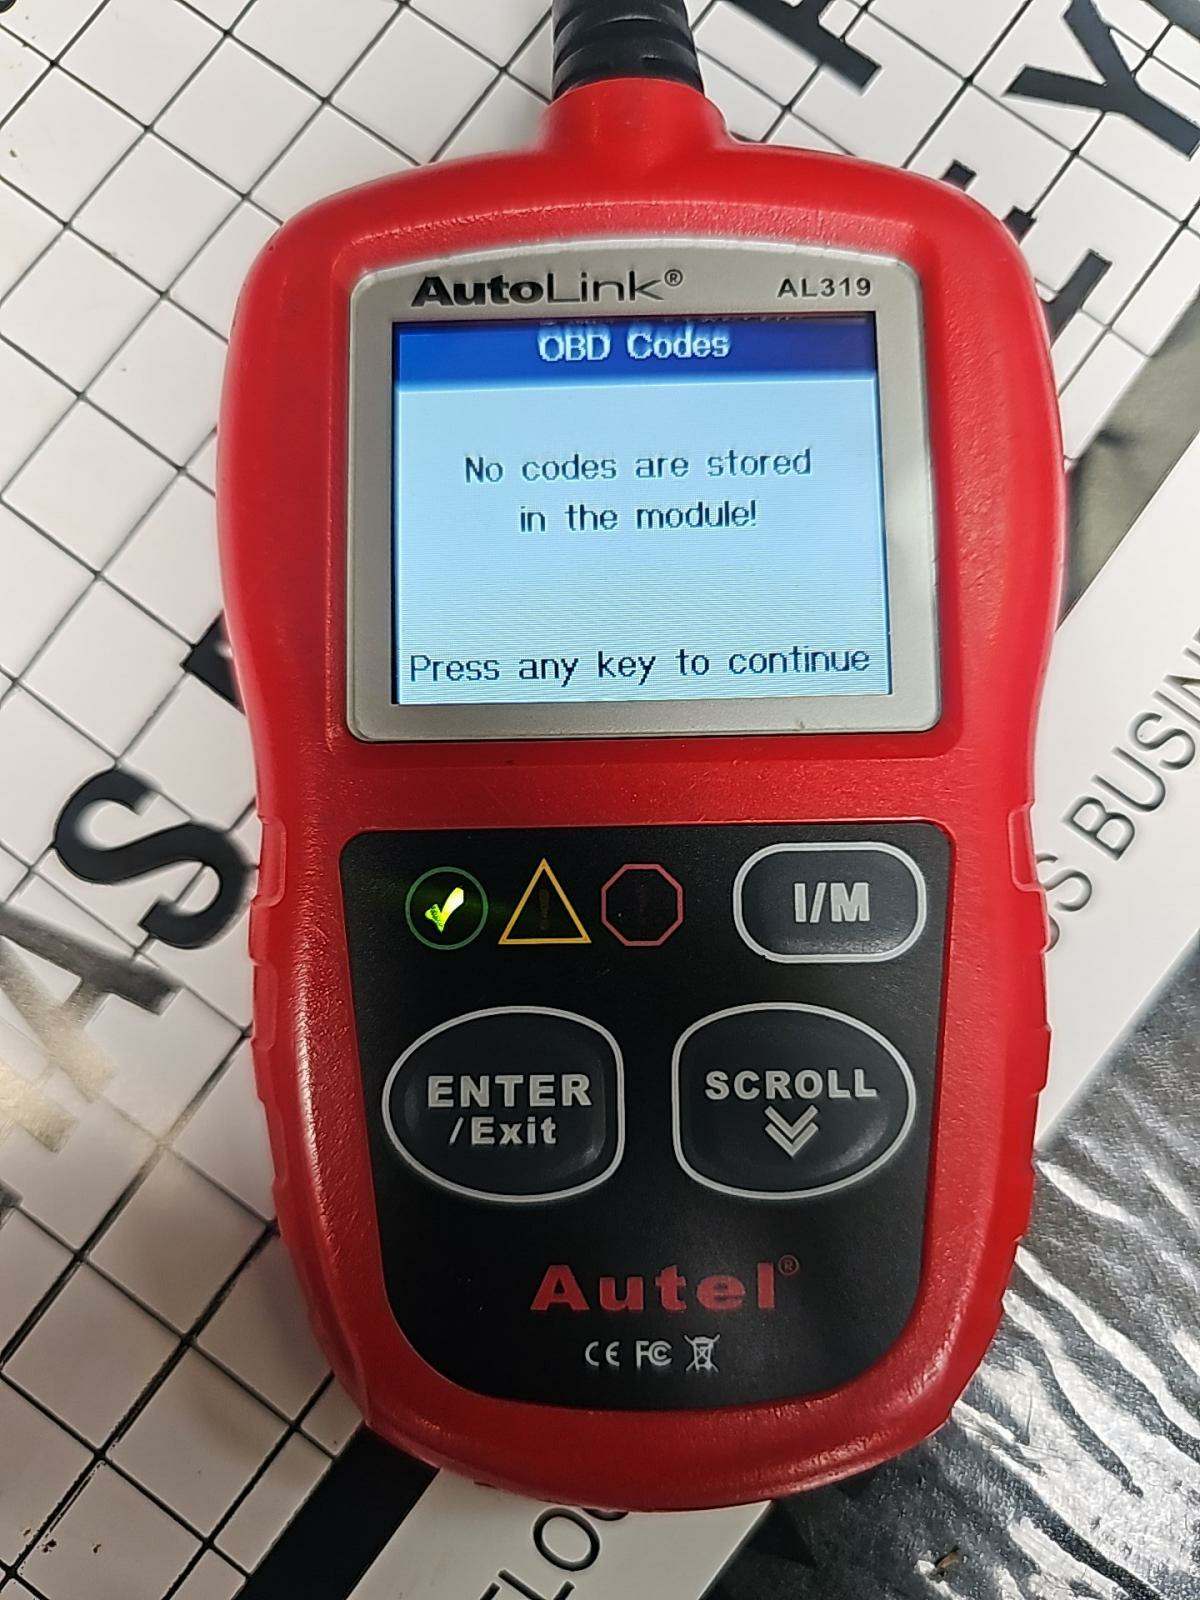 AutoLink® AL319
OBD Codes
No codes are stored
in the module!
Press any key to continue
I/M
ENTER
/Exit
SCROLL
Autel®
CE FC